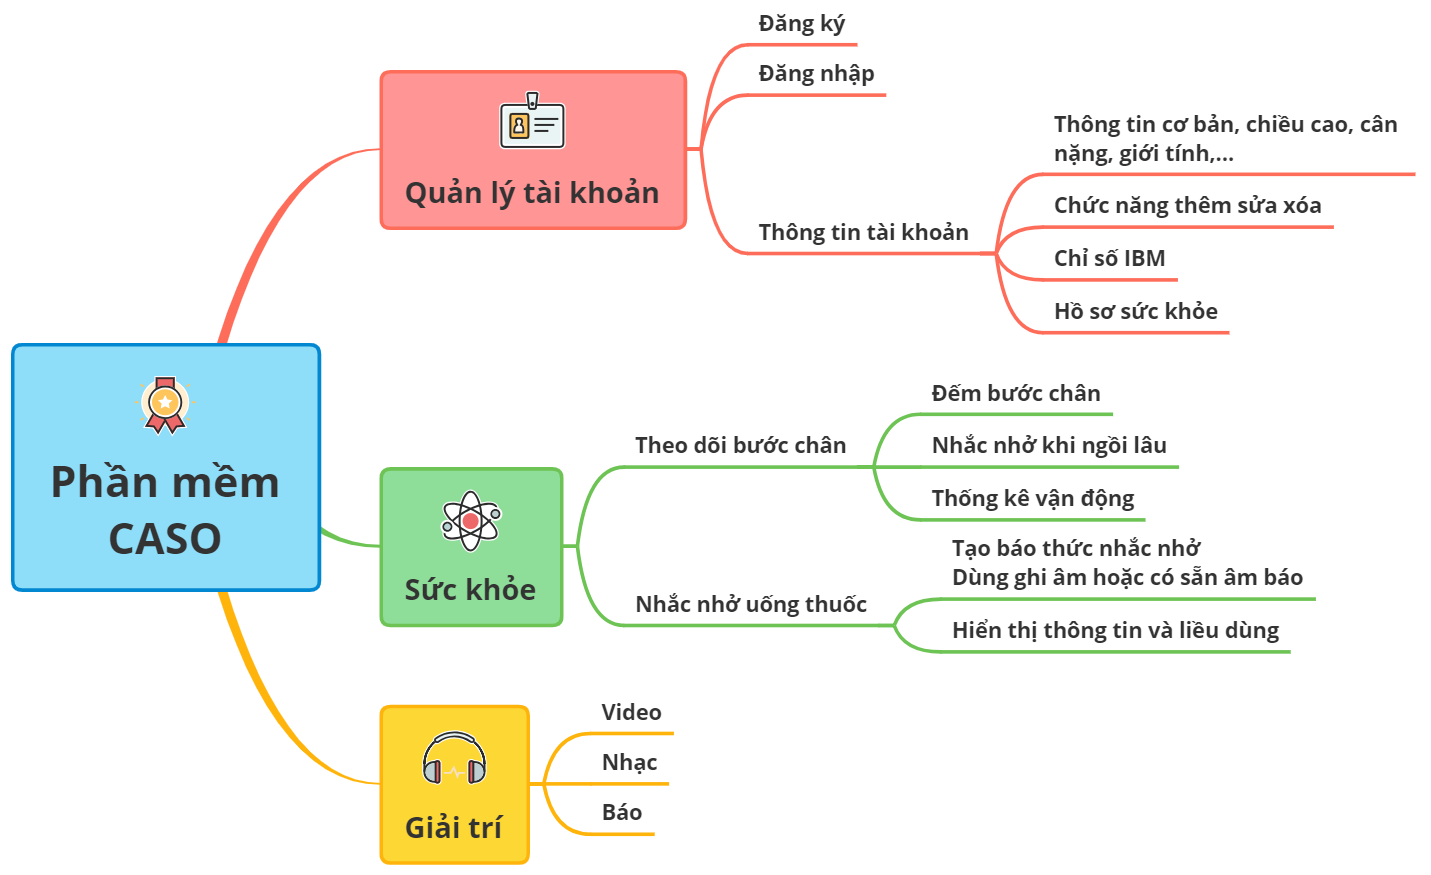 Phần mềm
CASO
Quản lý tài khoản
Đăng ký
Đăng nhập
Thông tin tài khoản
Thông tin cơ bản, chiều cao, cân
nặng, giới tính,...
Chức năng thêm sửa xóa
Chỉ số IBM
Hồ sơ sức khỏe
Sức khỏe
Theo dõi bước chân
Đếm bước chân
Nhắc nhở khi ngồi lâu
Thống kê vận động
Nhắc nhở uống thuốc
Tạo báo thức nhắc nhở
Dùng ghi âm hoặc có sẵn âm báo
Hiển thị thông tin và liều dùng
Giải trí
Video
Nhạc
Báo